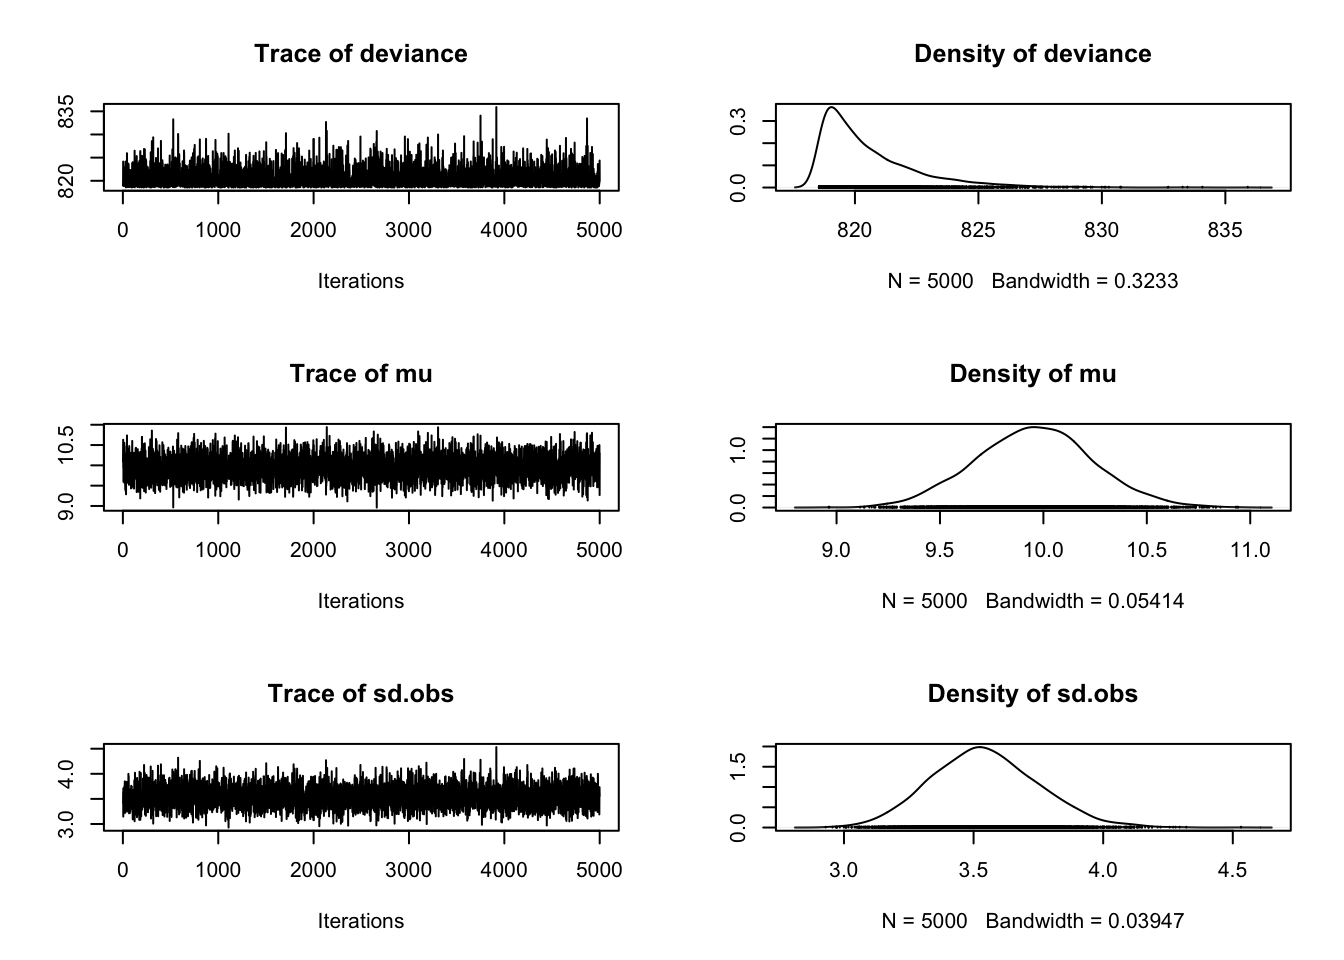 Trace of deviance
835
820
0 1000 2000 3000 4000 5000
Iterations
Density of deviance
0.3
0.0
820 825 830 835
N = 5000 Bandwidth = 0.3233
Trace of mu
10.5
9.0
0 1000 2000 3000 4000 5000
Iterations
Density of mu
1.0
0.0
9.0 9.5 10.0 10.5 11.0
N = 5000 Bandwidth = 0.05414
Trace of sd.obs
4.0
3.0
0 1000 2000 3000 4000 5000
Iterations
Density of sd.obs
1.5
0.0
3.0 3.5 4.0 4.5
N = 5000 Bandwidth = 0.03947